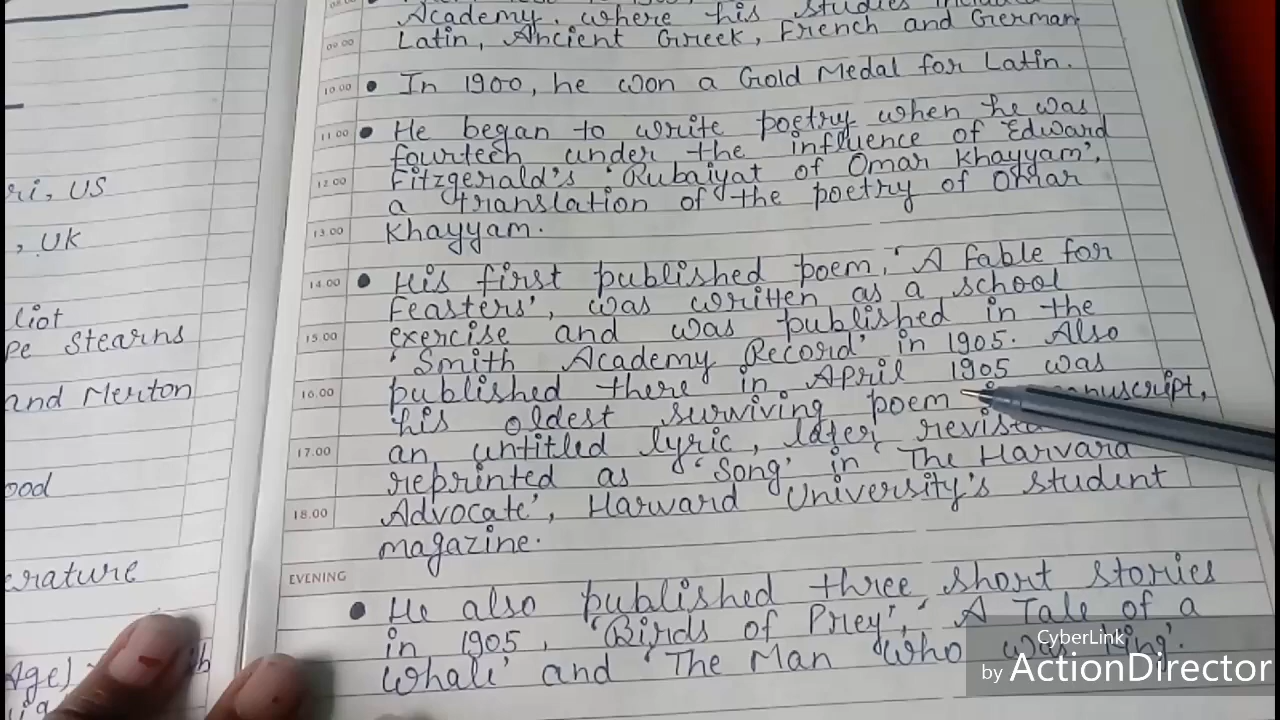 ri, US
, UK
liot
pe Stearns
and Merton
ood
erature
Age)
Academy, where his studies
09.00 Latin, Ancient Greek, French and German
10.00 • In 1900, he won a Gold Medal for Latin.
11.00 • He began to write poetry when he was
fourteen under the influence of Edward
12.00 Fitzgerald's 'Rubaiyat of Omar Khayyam',
a translation of the poetry of Omar
13.00 Khayyam.
14.00 • His first published poem, 'A Fable for
Feasters', was written as a school
15.00 exercise and was published in the
'Smith Academy Record' in 1905. Also
16.00 published there in April 1905 was
his oldest surviving poem
17.00 an untitled lyric, later
reprinted as 'Song' in 'The Harvard
18.00 Advocate', Harvard University's student
magazine.
EVENING
• He also published three short stories
in 1905, 'Birds of Prey', 'A Tale of a
Whale' and 'The Man Who
CyberLink
by ActionDirector